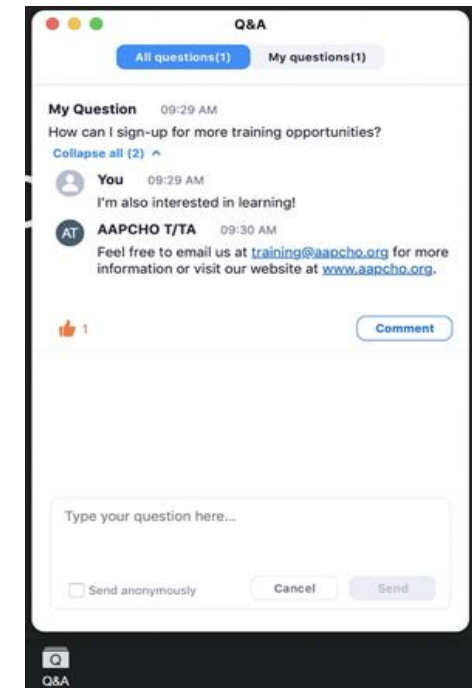 Q&A
All questions(1) My questions(1)
My Question 09:29 AM
How can I sign-up for more training opportunities?
Collapse all (2)
You 09:29 AM
I'm also interested in learning!
AT AAPCHO T/TA 09:30 AM
Feel free to email us at training@aapcho.org for more
information or visit our website at www.aapcho.org.
1 Comment
Type your question here...
Send anonymously Cancel Send
Q
Q&A